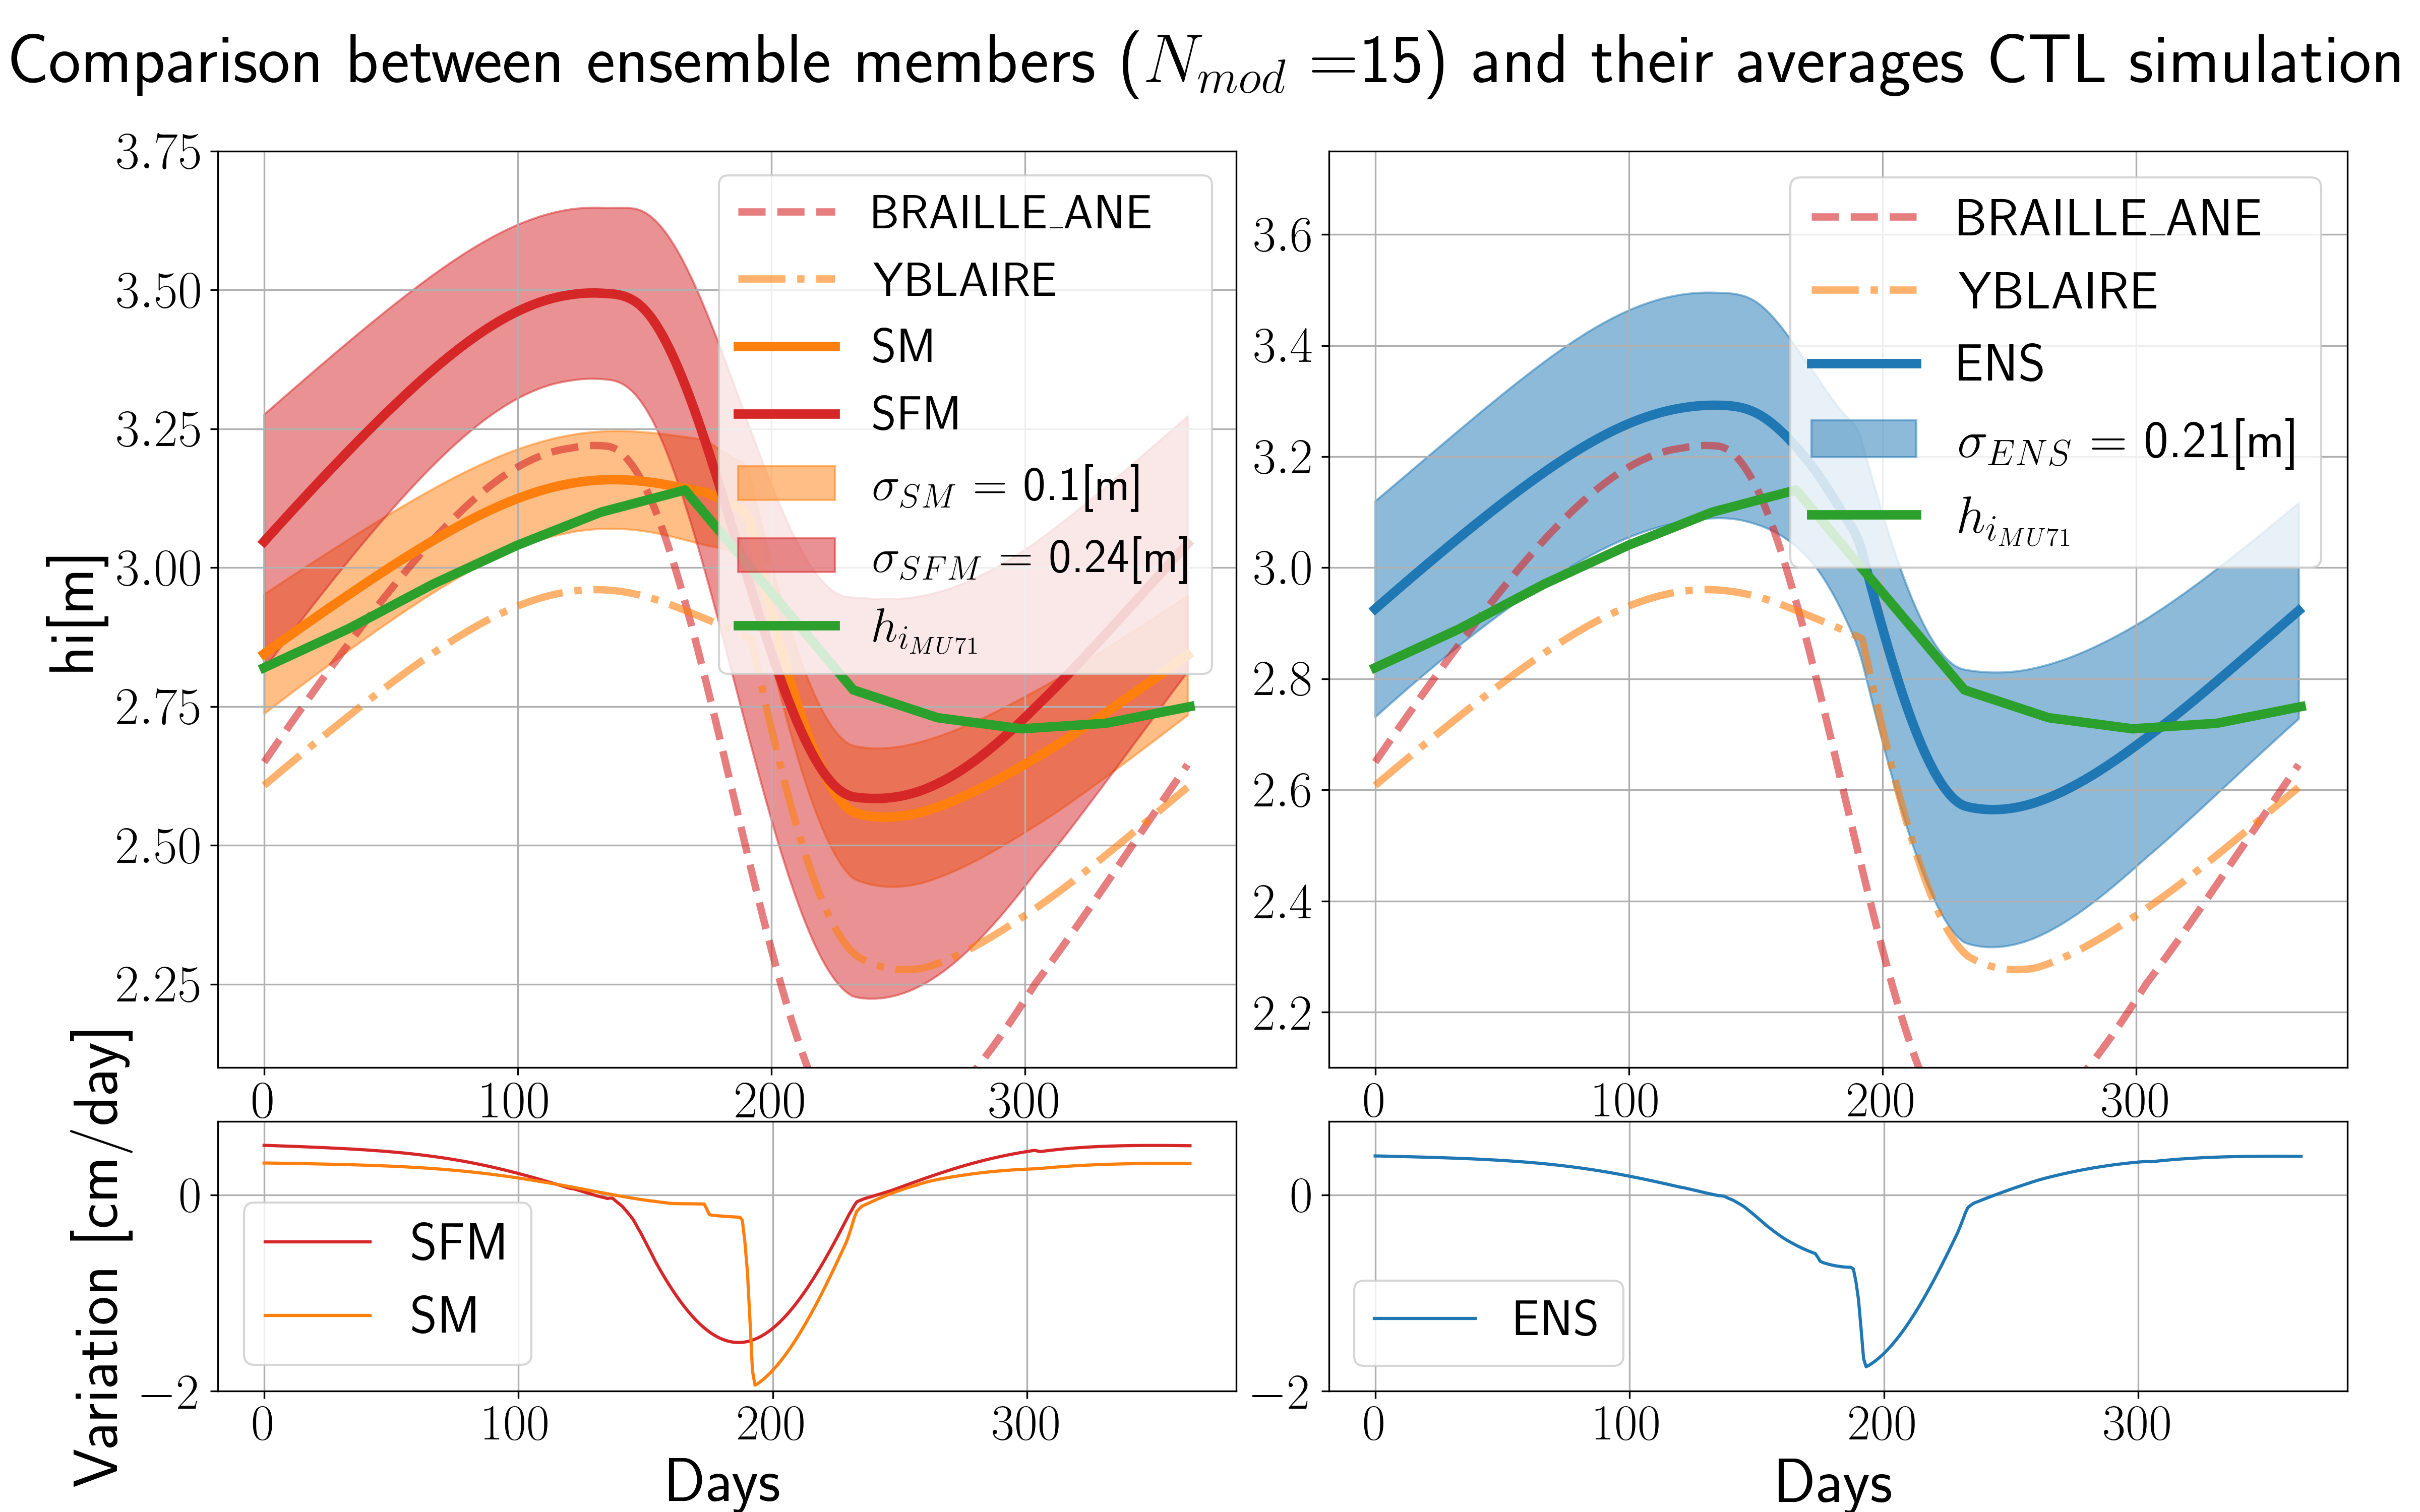 Comparison between ensemble members (N_mod =15) and their averages CTL simulation
hi[m]
3.75
3.50
3.25
3.00
2.75
2.50
2.25
0 100 200 300
BRAILLE_ANE
YBLAIRE
SM
SFM
σ_SM = 0.1[m]
σ_SFM = 0.24[m]
h_i_MU71
3.6
3.4
3.2
3.0
2.8
2.6
2.4
2.2
0 100 200 300
BRAILLE_ANE
YBLAIRE
ENS
σ_ENS = 0.21[m]
h_i_MU71
Variation [cm/day]
0
−2
SFM
SM
0 100 200 300
Days
0
−2
ENS
0 100 200 300
Days